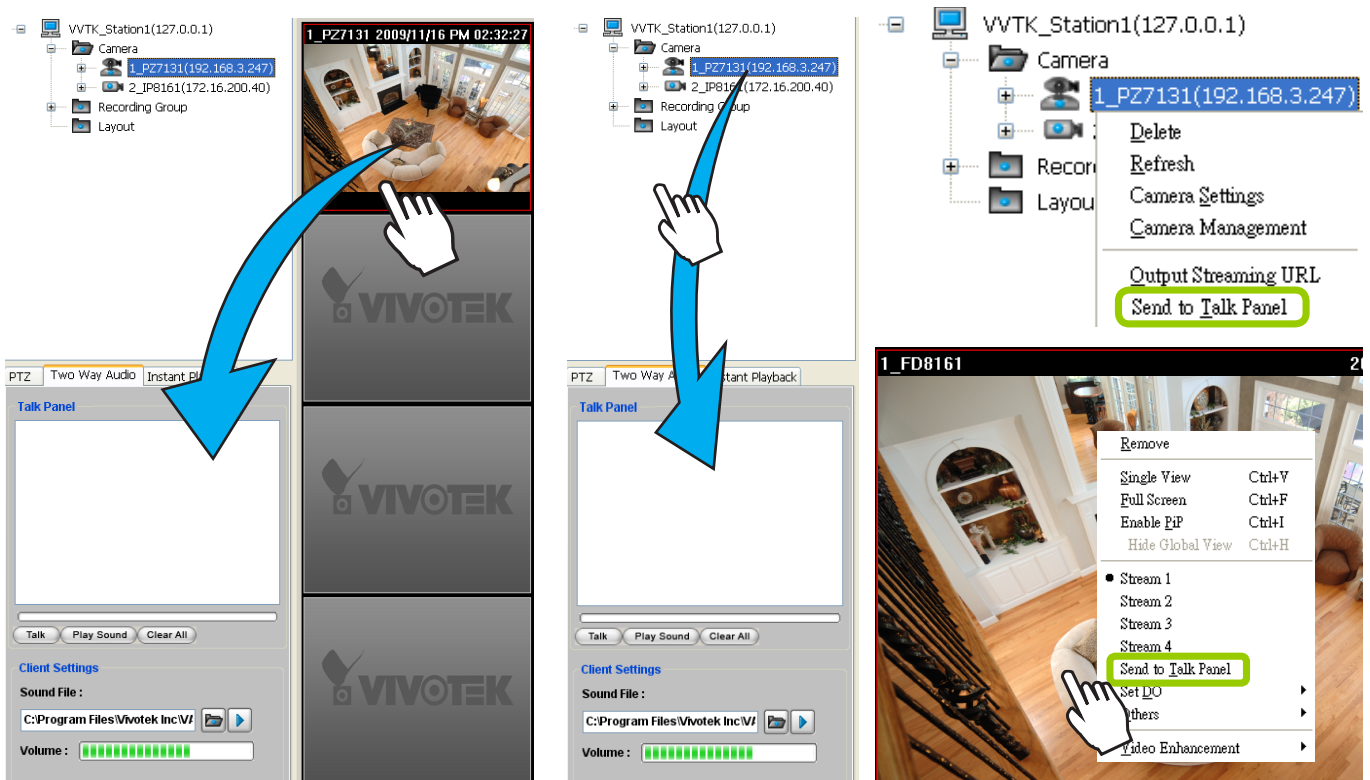 VVTK_Station1(127.0.0.1)
Camera
1_PZ7131(192.168.3.247)
2_IP8161(172.16.200.40)
Recording Group
Layout
1_PZ7131 2009/11/16 PM 02:32:27
VIVOTEK
VIVOTEK
VIVOTEK
PTZ
Two Way Audio
Instant
Talk Panel
Talk
Play Sound
Clear All
Client Settings
Sound File :
C:\Program Files\Vivotek Inc\V
Volume :
VVTK_Station1(127.0.0.1)
Camera
1_PZ7131(192.168.3.247)
2_IP8161(172.16.200.40)
Recording Group
Layout
PTZ
Two Way A
stant Playback
Talk Panel
Talk
Play Sound
Clear All
Client Settings
Sound File :
C:\Program Files\Vivotek Inc\V
Volume :
VVTK_Station1(127.0.0.1)
Camera
1_PZ7131(192.168.3.247)
Recor
Layou
Delete
Refresh
Camera Settings
Camera Management
Output Streaming URL
Send to Talk Panel
1_FD8161 20
Remove
Single View Ctrl+V
Full Screen Ctrl+F
Enable PiP Ctrl+I
Hide Global View Ctrl+H
Stream 1
Stream 2
Stream 3
Stream 4
Send to Talk Panel
Set DO
Others
Video Enhancement